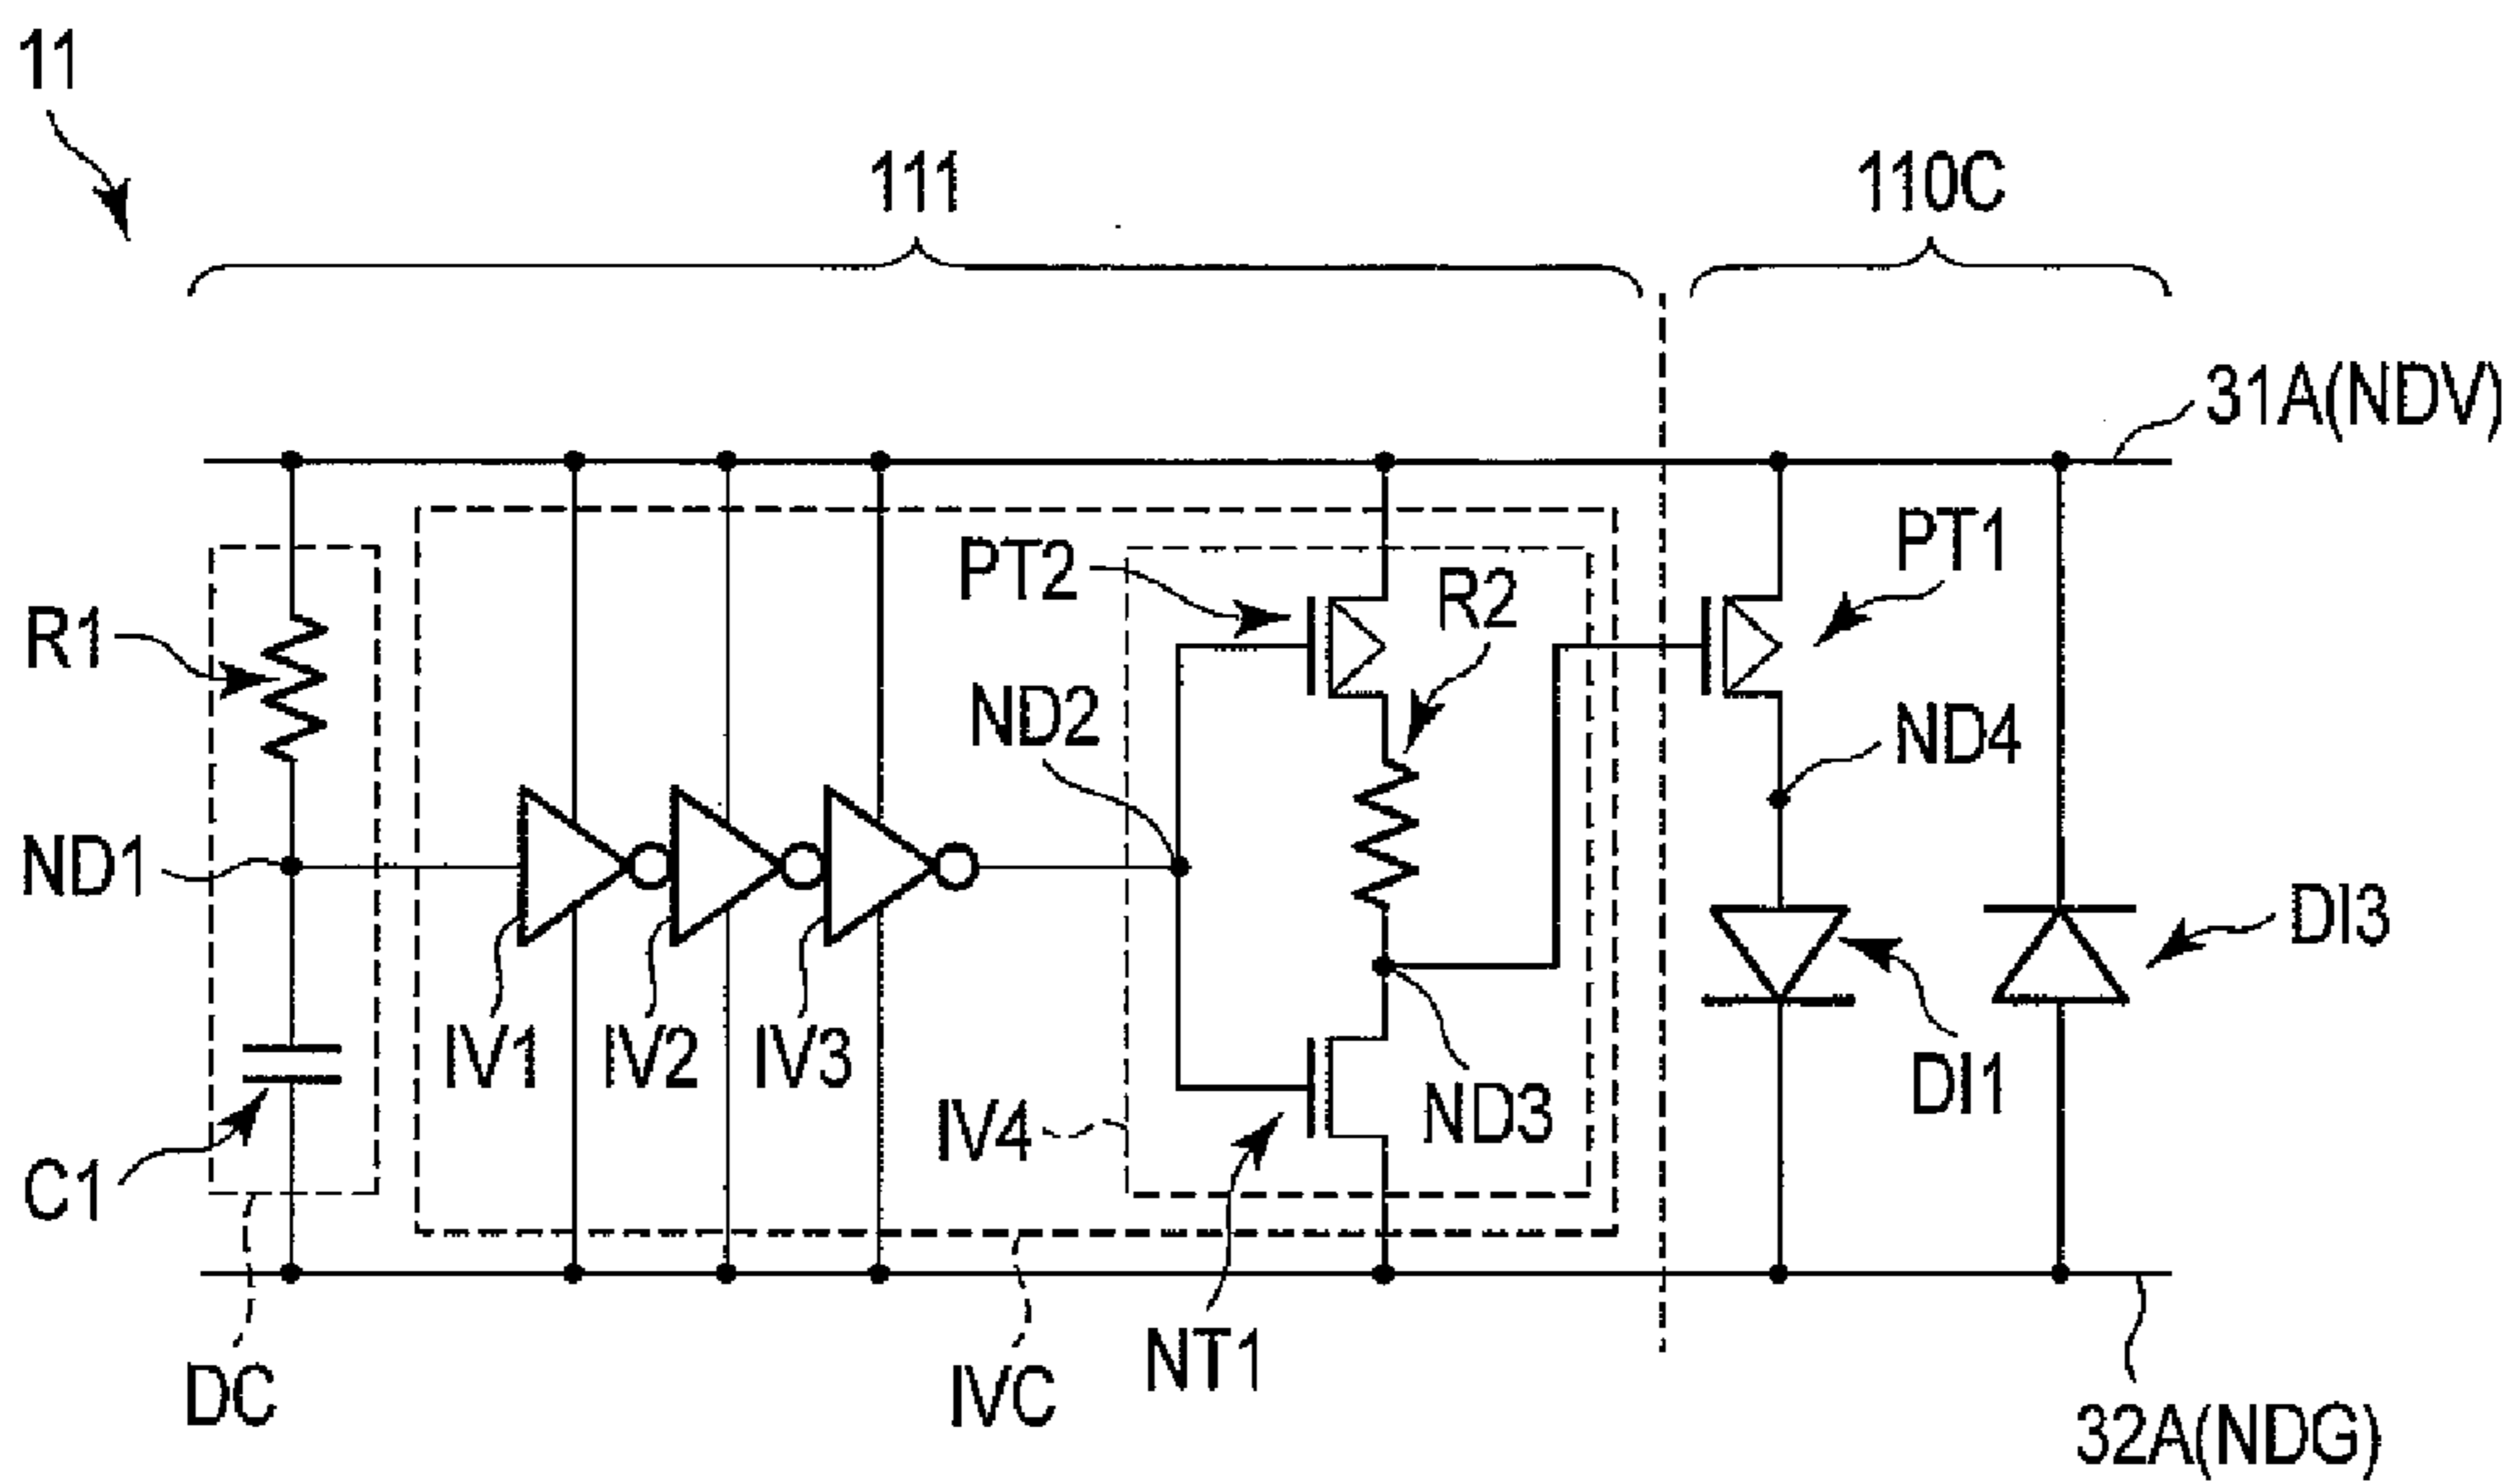 11
111
110C
31A(NDV)
PT2
R2
PT1
R1
ND2
ND4
ND1
DI3
IV1
IV2
IV3
DI1
ND3
IV4
C1
NT1
DC
IVC
32A(NDG)